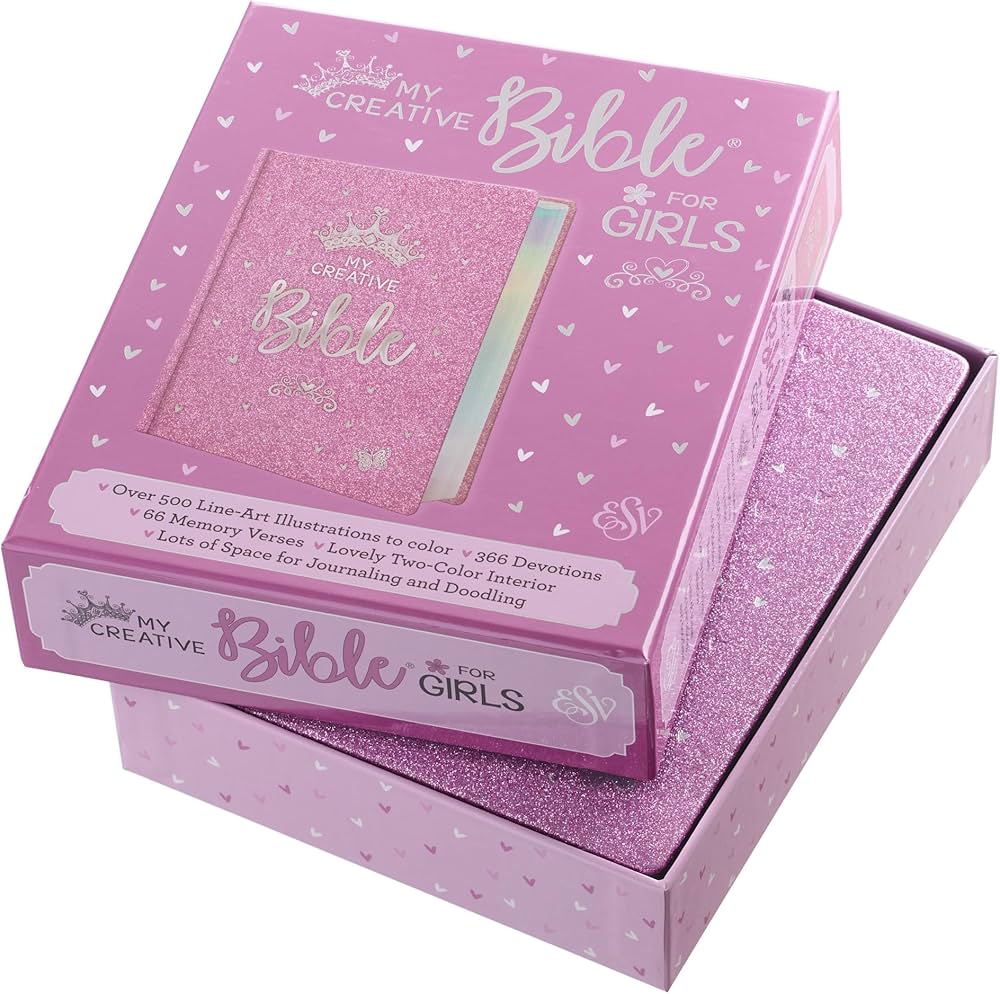 MY
CREATIVE
Bible®
FOR
GIRLS
MY
CREATIVE
Bible
Over 500 Line-Art Illustrations to color 366 Devotions
66 Memory Verses Lovely Two-Color Interior
Lots of Space for Journaling and Doodling
ESV
MY
CREATIVE
Bible®
FOR
GIRLS
ESV